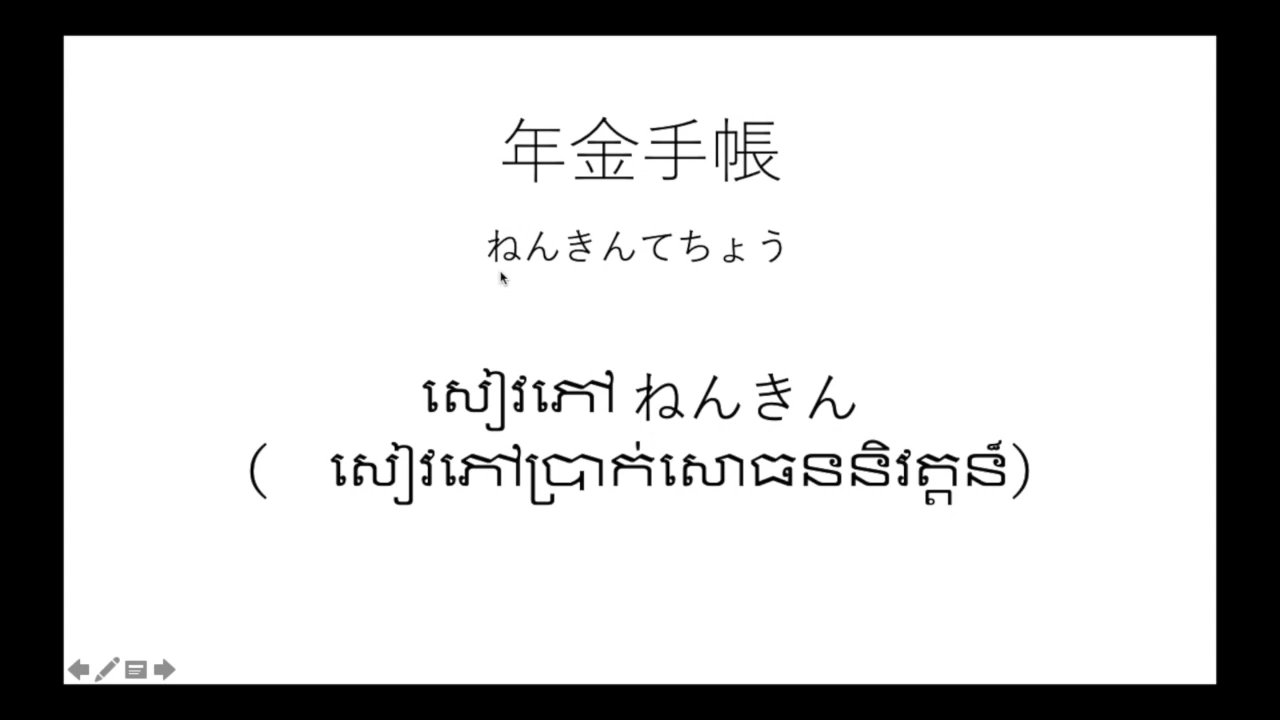 年金手帳
ねんきんてちょう
សៀវភៅ ねんきん
( សៀវភៅប្រាក់សោធននិវត្តន៍)